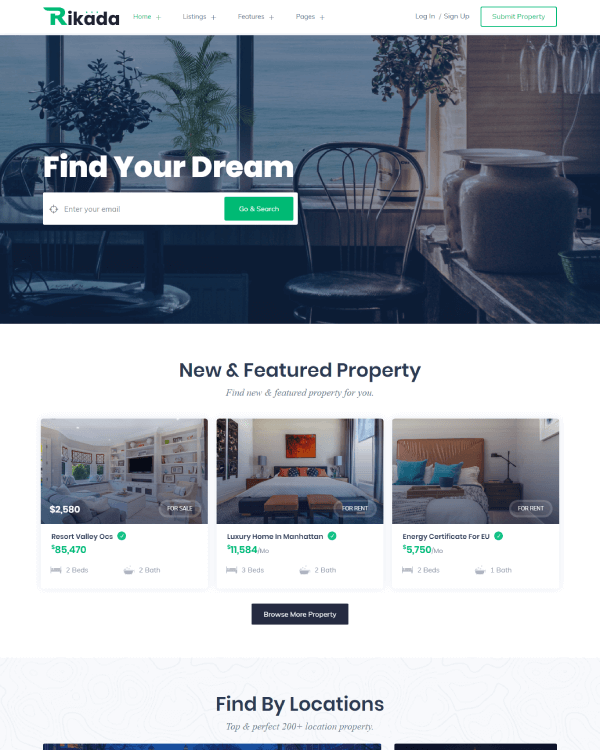 Rikada
Home + Listings + Features + Pages +
Log In / Sign Up
Submit Property
Find Your Dream
Enter your email
Go & Search
New & Featured Property
Find new & featured property for you.
$2,580
FOR SALE
Resort Valley Ocs
$85,470
2 Beds 2 Bath
FOR RENT
Luxury Home In Manhattan
$11,584/Mo
3 Beds 2 Bath
FOR RENT
Energy Certificate For EU
$5,750/Mo
2 Beds 1 Bath
Browse More Property
Find By Locations
Top & perfect 200+ location property.